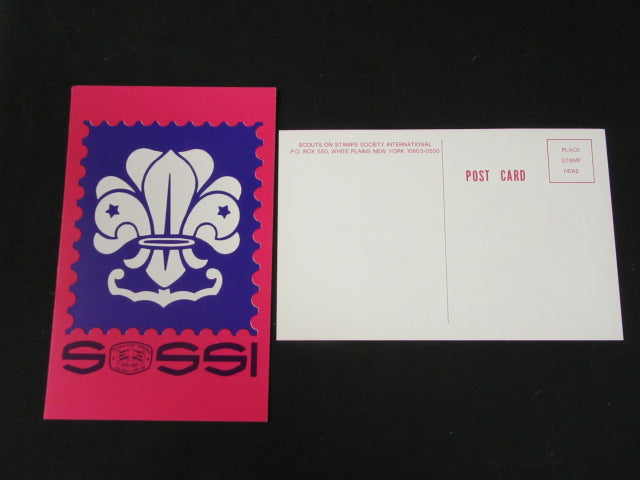 SOSSI
SCOUTS ON STAMPS SOCIETY INTERNATIONAL
P.O. BOX 550, WHITE PLAINS NEW YORK 10603-0550
POST CARD
PLACE
STAMP
HERE